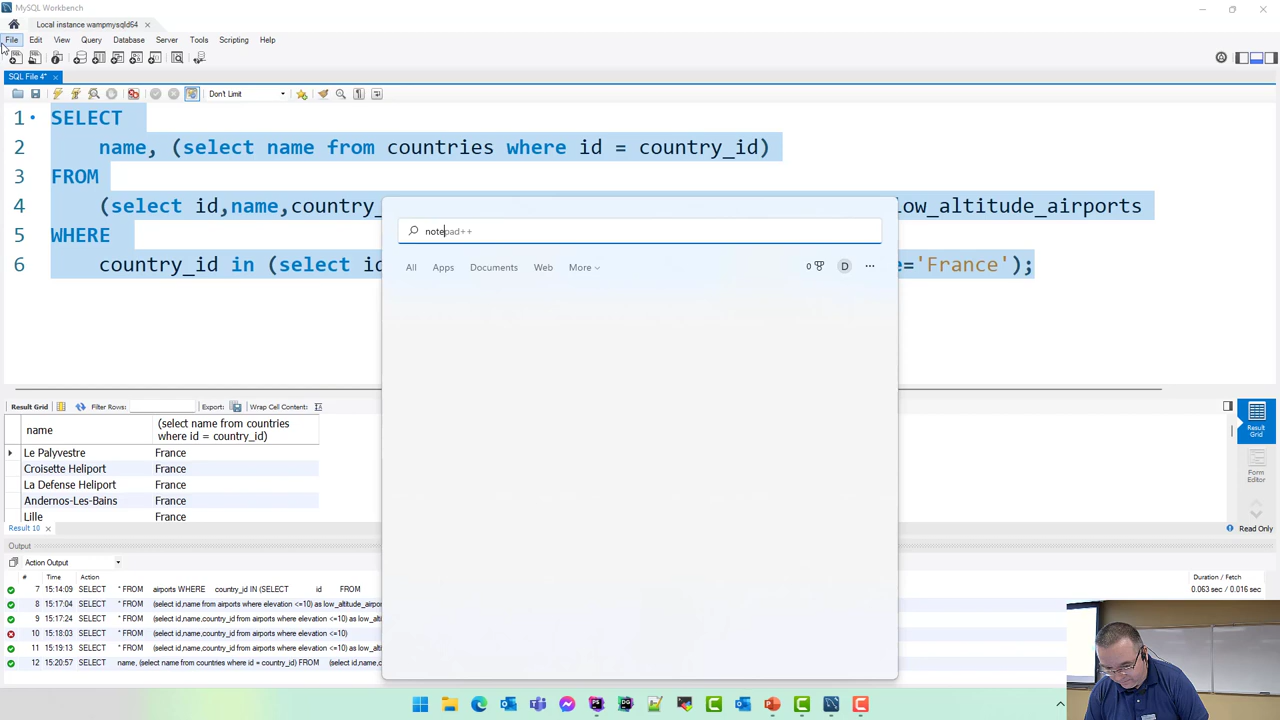 MySQL Workbench
Local instance wampmysqld64
File Edit View Query Database Server Tools Scripting Help
SQL File 4*
Don't Limit
1 SELECT
2 name, (select name from countries where id = country_id)
3 FROM
4 (select id,name,country_ low_altitude_airports
5 WHERE
6 country_id in (select id e='France');
notepad++
All Apps Documents Web More
0 D
Result Grid Filter Rows: Export: Wrap Cell Content:
name (select name from countries where id = country_id)
Le Palyvestre France
Croisette Heliport France
La Defense Heliport France
Andernos-Les-Bains France
Lille France
Result 10
Result Grid
Form Editor
Read Only
Output
Action Output
# Time Action Duration / Fetch
7 15:14:09 SELECT * FROM airports WHERE country_id IN (SELECT id FROM 0.063 sec / 0.016 sec
8 15:17:04 SELECT * FROM (select id,name from airports where elevation <=10) as low_altitude_airpor
9 15:17:24 SELECT * FROM (select id,name,country_id from airports where elevation <=10) as low_alti
10 15:18:03 SELECT * FROM (select id,name,country_id from airports where elevation <=10)
11 15:19:13 SELECT * FROM (select id,name,country_id from airports where elevation <=10) as low_alti
12 15:20:57 SELECT name, (select name from countries where id = country_id) FROM (select id,name,c